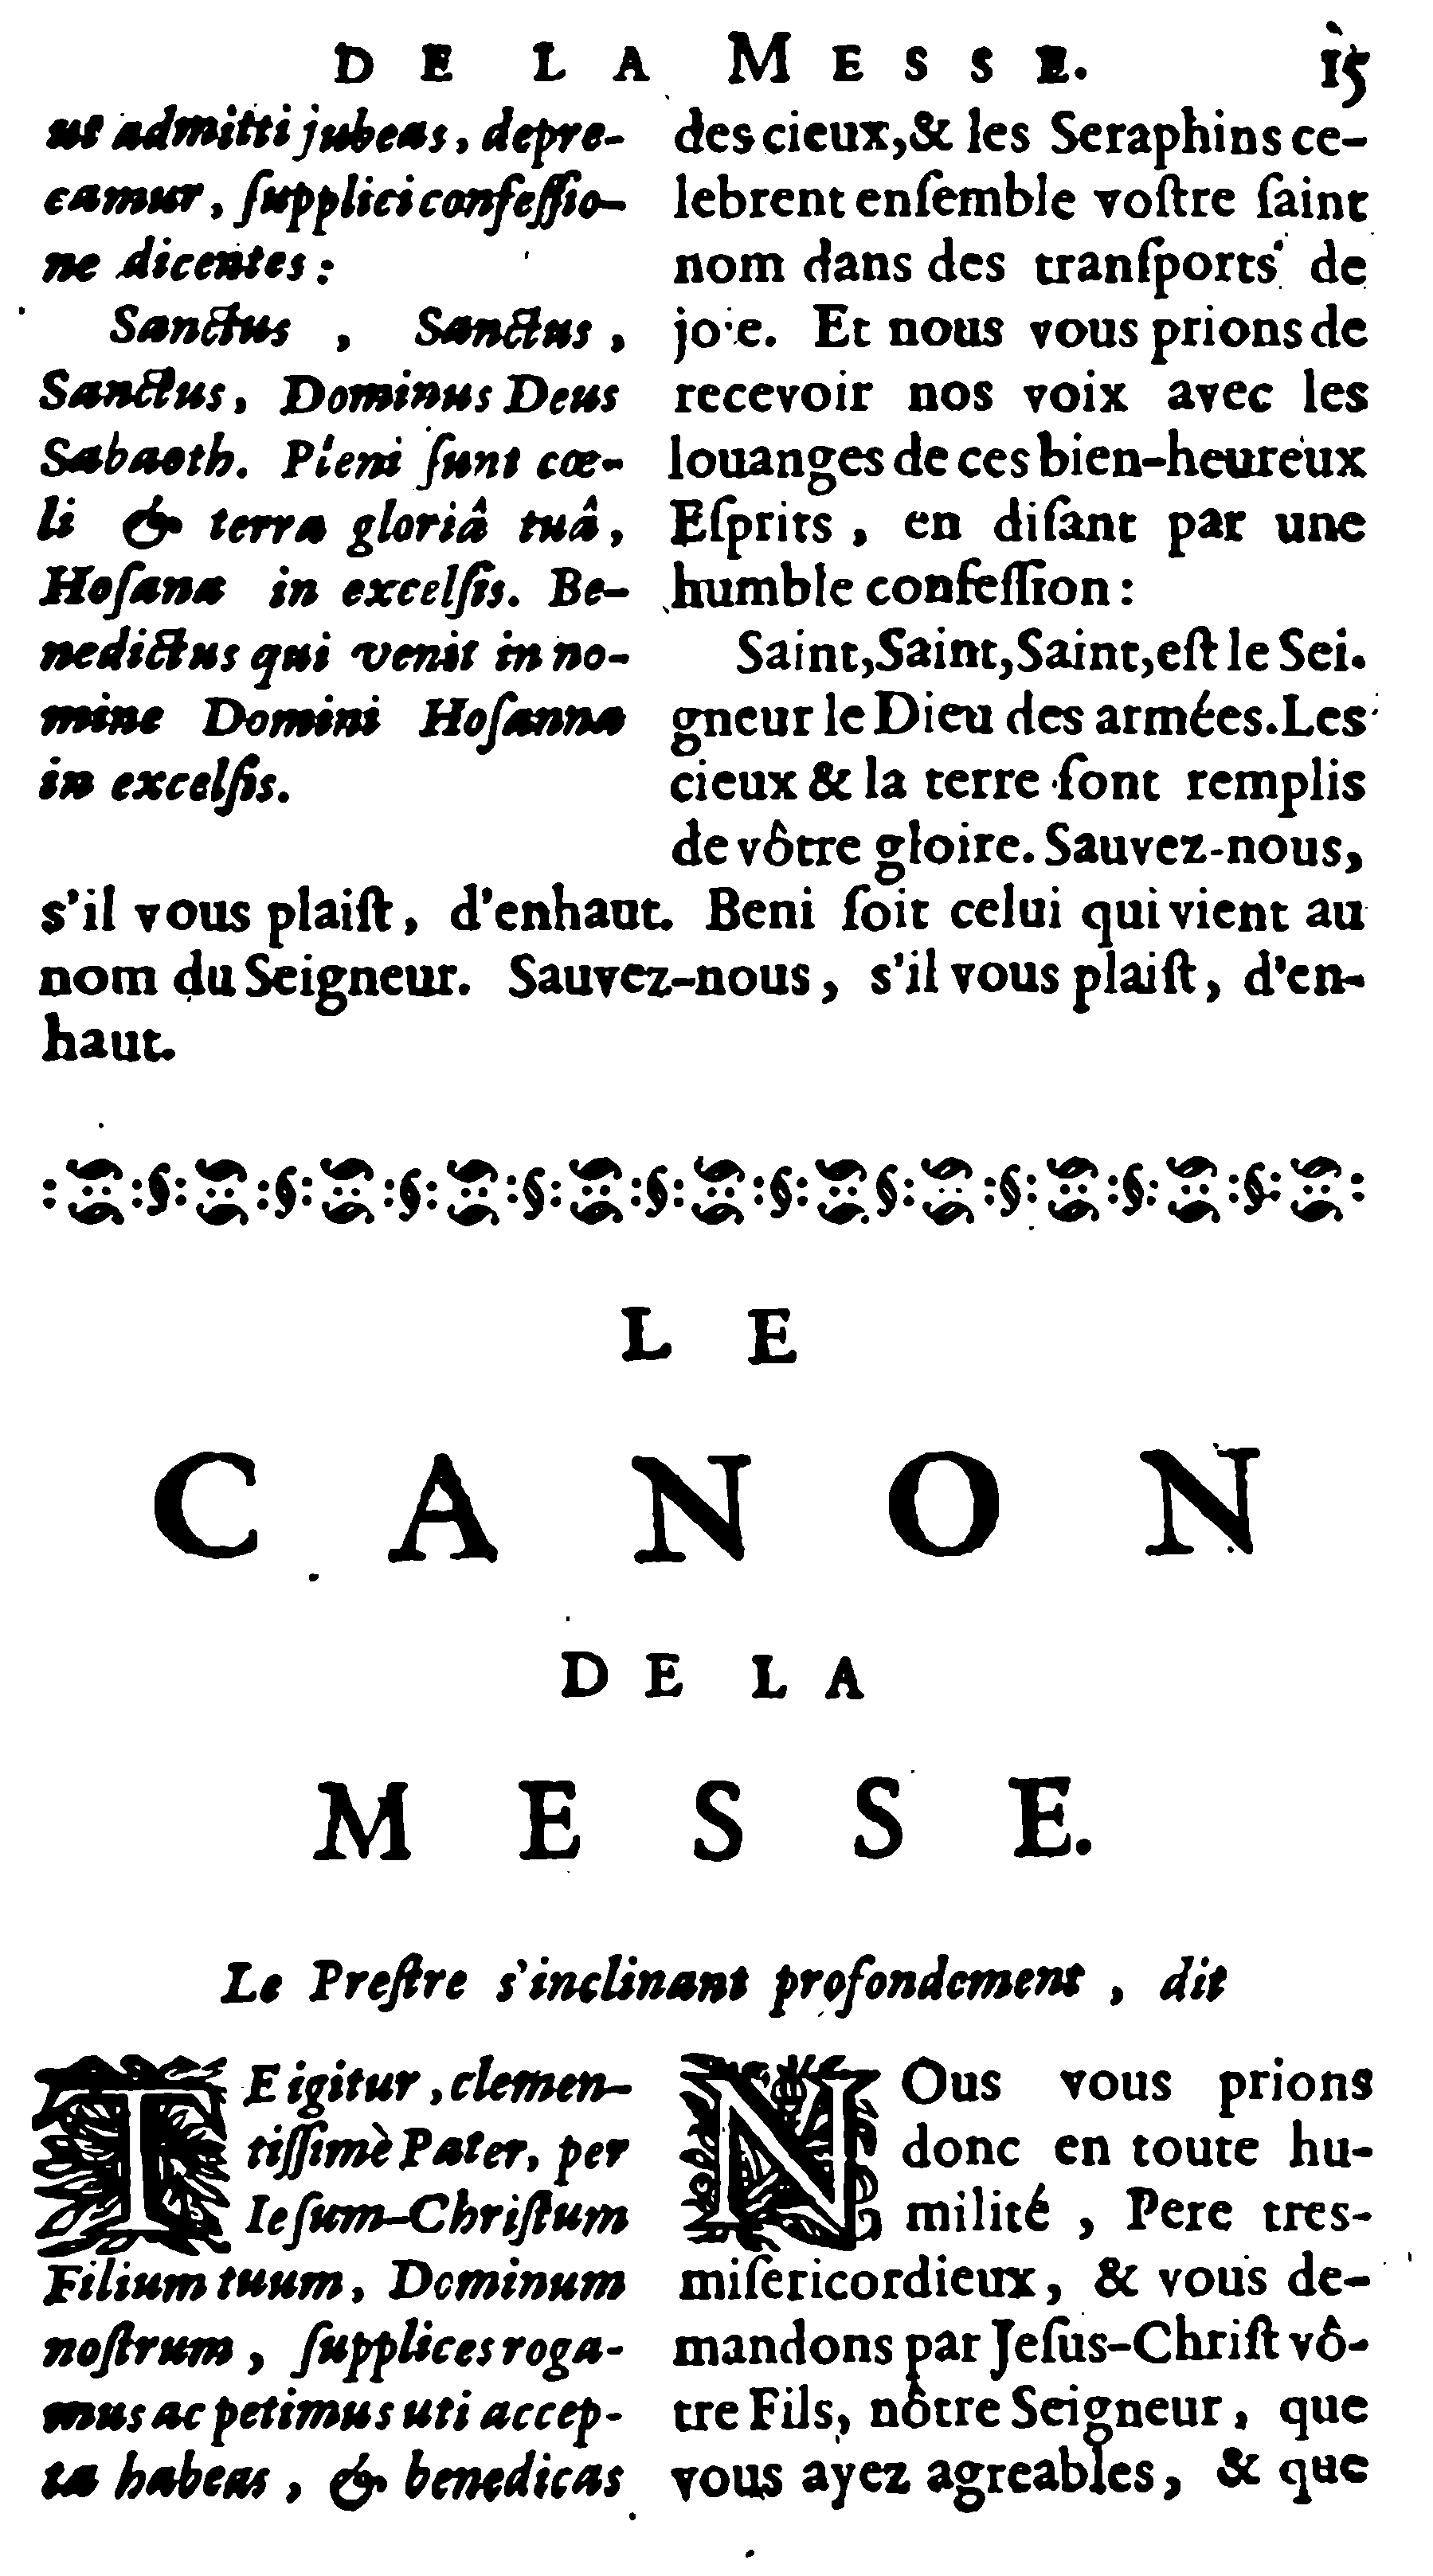 DE LA MESSE. 15
ut admitti jubeas, depre-
camur, ſupplici confeſſio-
ne dicentes:
Sanctus, Sanctus,
Sanctus, Dominus Deus
Sabaoth. Pleni ſunt cœ-
li & terra gloriâ tuâ,
Hoſana in excelſis. Be-
nedictus qui venit in no-
mine Domini Hoſanna
in excelſis.
des cieux, & les Seraphins ce-
lebrent enſemble voſtre ſaint
nom dans des tranſports de
joie. Et nous vous prions de
recevoir nos voix avec les
louanges de ces bien-heureux
Eſprits, en diſant par une
humble confeſſion:
Saint, Saint, Saint, eſt le Sei-
gneur le Dieu des armées. Les
cieux & la terre ſont remplis
de vôtre gloire. Sauvez-nous,
s'il vous plaiſt, d'enhaut. Beni ſoit celui qui vient au
nom du Seigneur. Sauvez-nous, s'il vous plaiſt, d'en-
haut.
LE
CANON
DE LA
MESSE.
Le Preſtre s'inclinant profondement, dit
TE igitur, clemen-
tiſſimè Pater, per
Ieſum-Chriſtum
Filium tuum, Dominum
noſtrum, ſupplices roga-
mus ac petimus uti accep-
ta habeas, & benedicas
NOus vous prions
donc en toute hu-
milité, Pere tres-
miſericordieux, & vous de-
mandons par Jeſus-Chriſt vô-
tre Fils, nôtre Seigneur, que
vous ayez agreables, & que